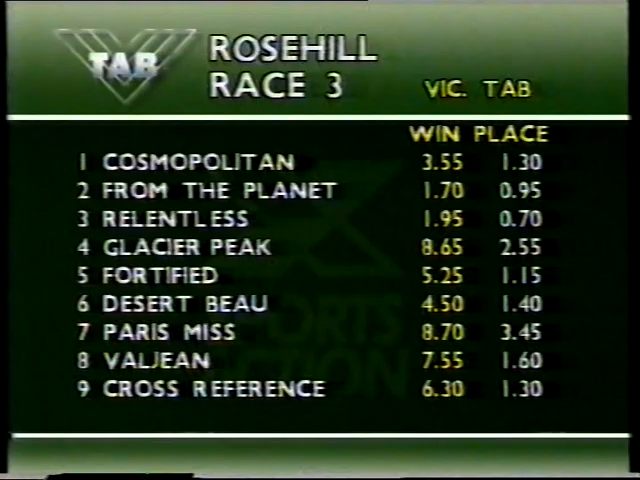 TAB
ROSEHILL
RACE 3 VIC. TAB
WIN PLACE
1 COSMOPOLITAN 3.55 1.30
2 FROM THE PLANET 1.70 0.95
3 RELENTLESS 1.95 0.70
4 GLACIER PEAK 8.65 2.55
5 FORTIFIED 5.25 1.15
6 DESERT BEAU 4.50 1.40
7 PARIS MISS 8.70 3.45
8 VALJEAN 7.55 1.60
9 CROSS REFERENCE 6.30 1.30
SPORTS
ACTION